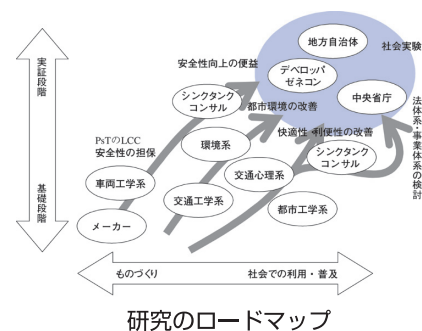 地方自治体
社会実験
安全性向上の便益
デベロッパ
ゼネコン
実証段階
シンクタンク
コンサル
中央省庁
都市環境の改善
法体系・事業体系の検討
快適性・利便性の改善
PsTのLCC
安全性の担保
環境系
シンクタンク
コンサル
車両工学系
交通心理系
基礎段階
交通工学系
都市工学系
メーカー
ものづくり
社会での利用・普及
研究のロードマップ